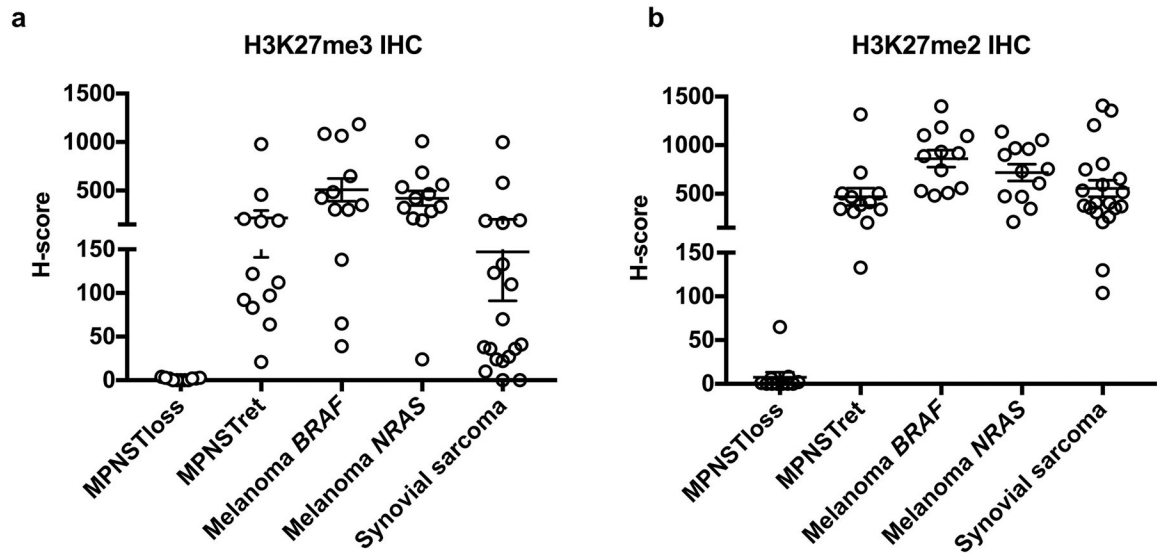 a
H3K27me3 IHC
H-score
1500
1000
500
150
100
50
0
MPNSTloss
MPNSTret
Melanoma BRAF
Melanoma NRAS
Synovial sarcoma
b
H3K27me2 IHC
H-score
1500
1000
500
150
100
50
0
MPNSTloss
MPNSTret
Melanoma BRAF
Melanoma NRAS
Synovial sarcoma